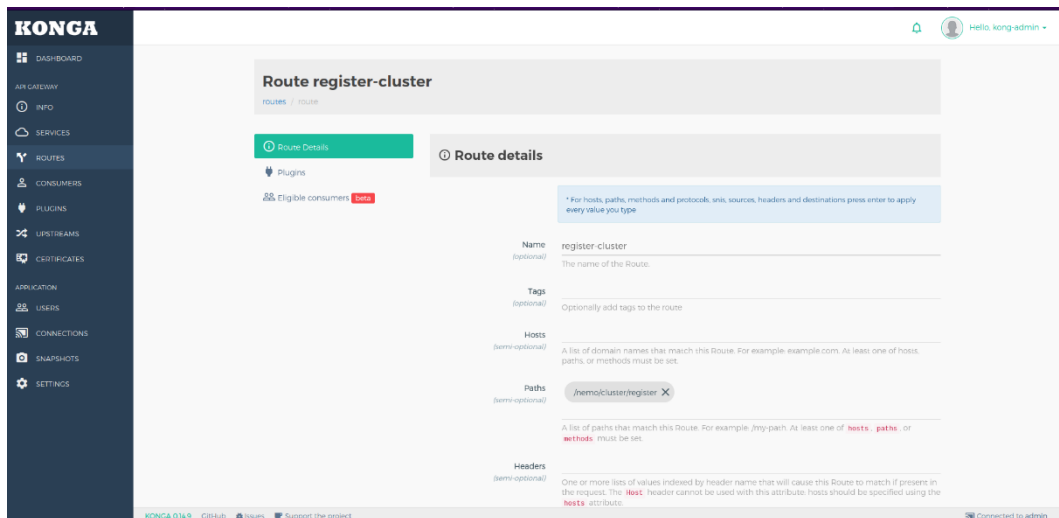 KONGA
Hello, kong-admin
DASHBOARD
API GATEWAY
INFO
SERVICES
ROUTES
CONSUMERS
PLUGINS
UPSTREAMS
CERTIFICATES
APPLICATION
USERS
CONNECTIONS
SNAPSHOTS
SETTINGS
Route register-cluster
routes / route
Route Details
Plugins
Eligible consumers beta
Route details
* For hosts, paths, methods and protocols, snis, sources, headers and destinations press enter to apply
every value you type
Name
(optional)
register-cluster
The name of the Route.
Tags
(optional)
Optionally add tags to the route
Hosts
(semi-optional)
A list of domain names that match this Route. For example: example.com. At least one of hosts,
paths, or methods must be set.
Paths
(semi-optional)
/nemo/cluster/register X
A list of paths that match this Route. For example: /my-path. At least one of hosts, paths, or
methods must be set.
Headers
(semi-optional)
One or more lists of values indexed by header name that will cause this Route to match if present in
the request. The Host header cannot be used with this attribute: hosts should be specified using the
hosts attribute.
KONGA 0.14.9 GitHub Issues Support the project
Connected to admin